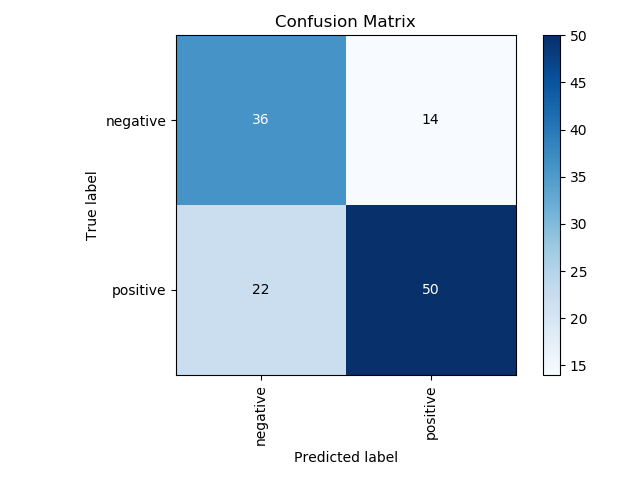 Confusion Matrix
True label
negative
positive
36
14
22
50
negative
positive
Predicted label
50
45
40
35
30
25
20
15